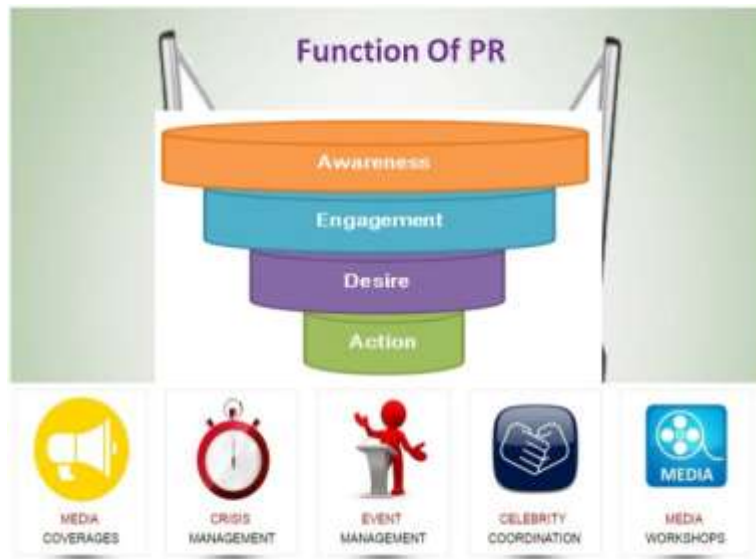 Function Of PR
Awareness
Engagement
Desire
Action
MEDIA
COVERAGES
CRISIS
MANAGEMENT
EVENT
MANAGEMENT
CELEBRITY
COORDINATION
MEDIA
MEDIA
WORKSHOPS